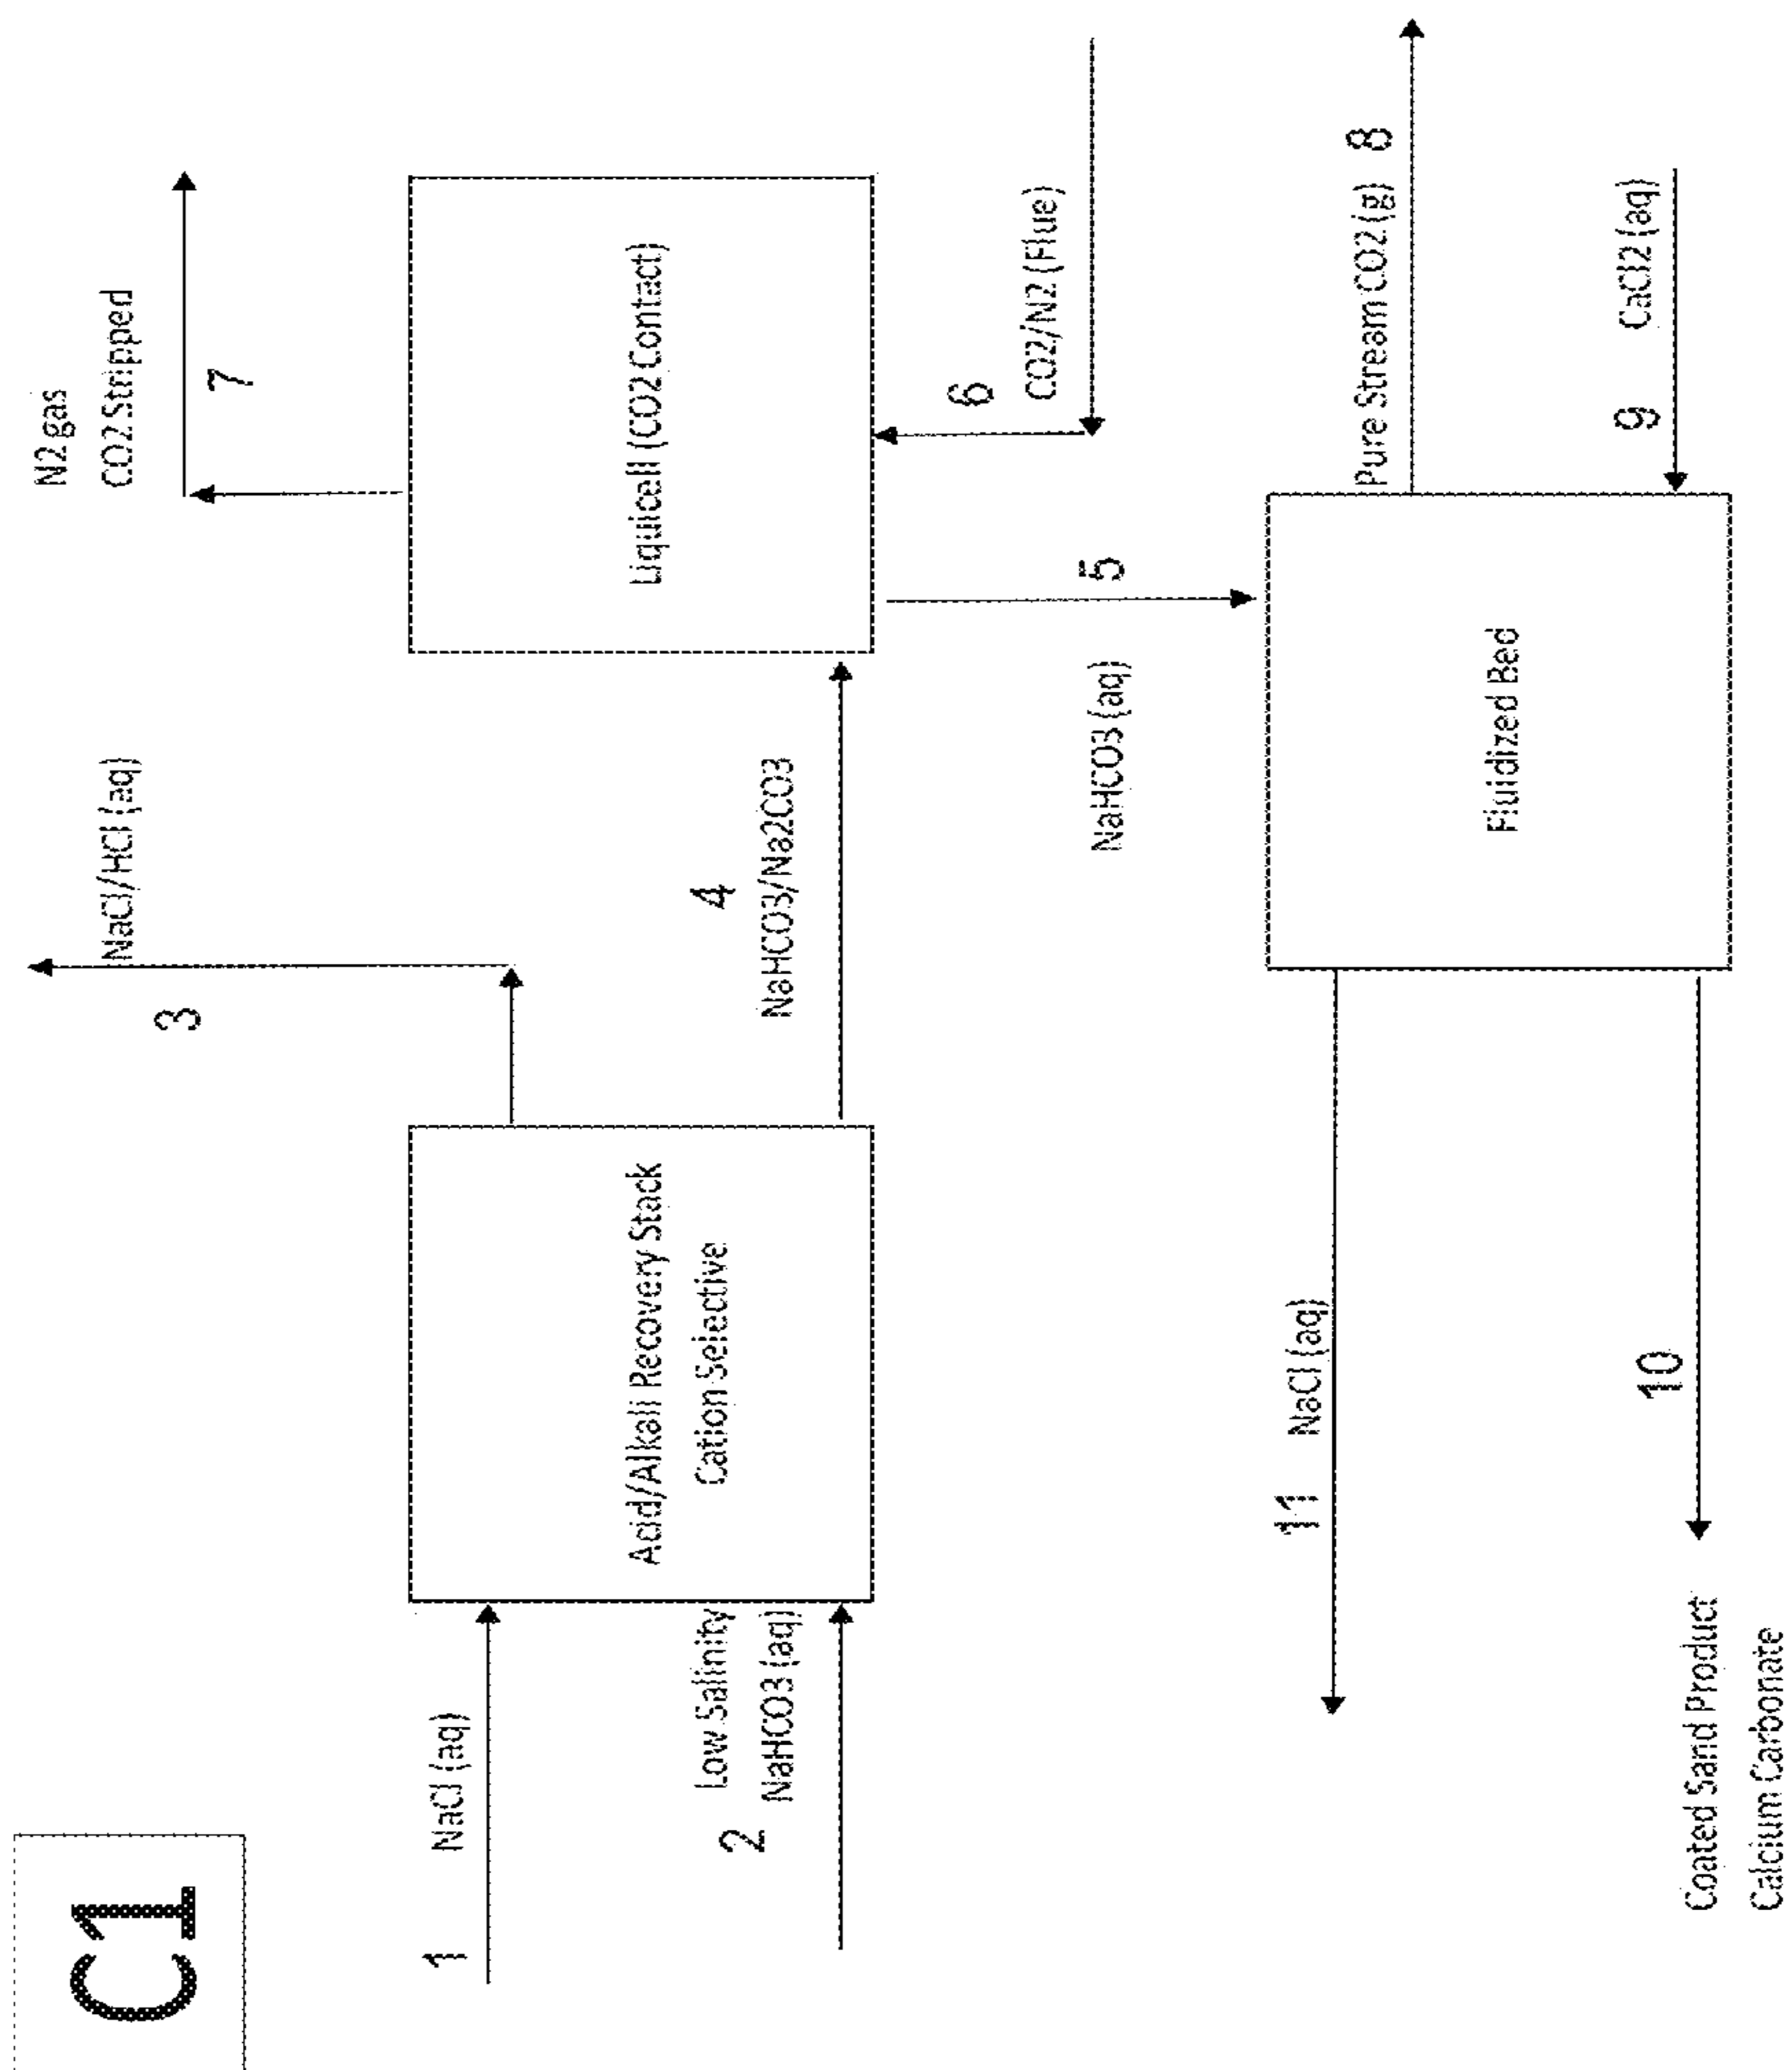 C1
1
NaCl (aq)
2
Low Salinity
NaHCO3 (aq)
Acid/Alkali Recovery Stack
Cation Selective
3
NaCl/HCl (aq)
4
NaHCO3/Na2CO3
N2 gas
CO2 Stripped
7
Liquicell (CO2 Contact)
6
CO2/N2 (Flue)
5
NaHCO3 (aq)
Fluidized Bed
Pure Stream CO2 (g) 8
9 CaCl2 (aq)
11 NaCl (aq)
10
Coated Sand Product
Calcium Carbonate